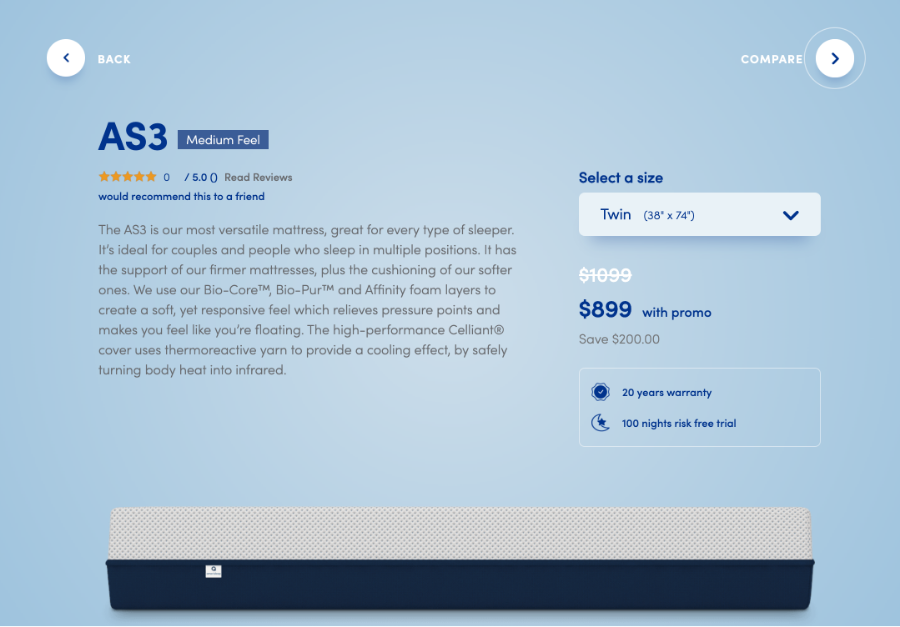 BACK
COMPARE
AS3 Medium Feel
0 / 5.0 () Read Reviews
would recommend this to a friend
The AS3 is our most versatile mattress, great for every type of sleeper.
It's ideal for couples and people who sleep in multiple positions. It has
the support of our firmer mattresses, plus the cushioning of our softer
ones. We use our Bio-Core™, Bio-Pur™ and Affinity foam layers to
create a soft, yet responsive feel which relieves pressure points and
makes you feel like you're floating. The high-performance Celliant®
cover uses thermoreactive yarn to provide a cooling effect, by safely
turning body heat into infrared.
Select a size
Twin (38" x 74")
$1099
$899 with promo
Save $200.00
20 years warranty
100 nights risk free trial